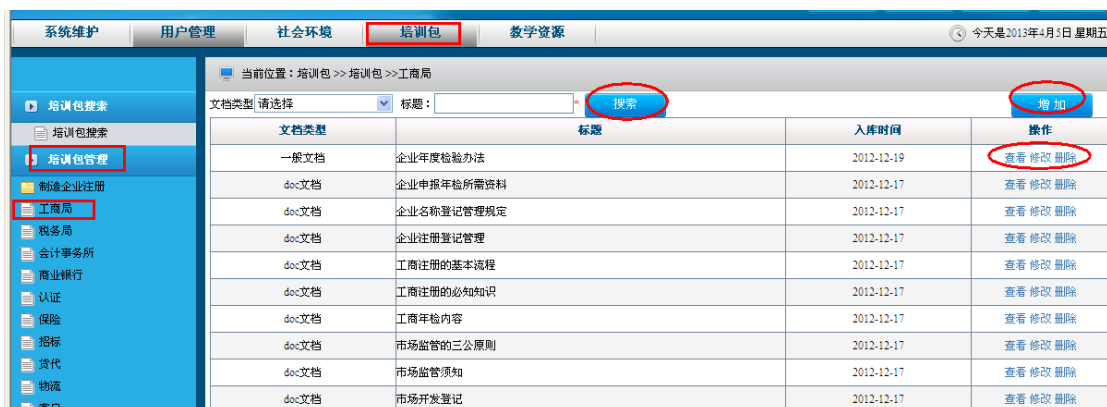 系统维护 用户管理 社会环境 培训包 教学资源 今天是2013年4月5日 星期五
当前位置：培训包 >> 培训包 >>工商局
培训包搜索 文档类型 请选择 标题： * 搜索 增加
培训包搜索 文档类型 标题 入库时间 操作
培训包管理 一般文档 企业年度检验办法 2012-12-19 查看 修改 删除
制造企业注册 doc文档 企业申报年检所需资料 2012-12-17 查看 修改 删除
工商局 doc文档 企业名称登记管理规定 2012-12-17 查看 修改 删除
税务局
会计事务所 doc文档 企业注册登记管理 2012-12-17 查看 修改 删除
商业银行 doc文档 工商注册的基本流程 2012-12-17 查看 修改 删除
认证 doc文档 工商注册的必知知识 2012-12-17 查看 修改 删除
保险 doc文档 工商年检内容 2012-12-17 查看 修改 删除
招标 doc文档 市场监管的三公原则 2012-12-17 查看 修改 删除
货代 doc文档 市场监管须知 2012-12-17 查看 修改 删除
物流
doc文档 市场开发登记 2012-12-17 查看 修改 删除